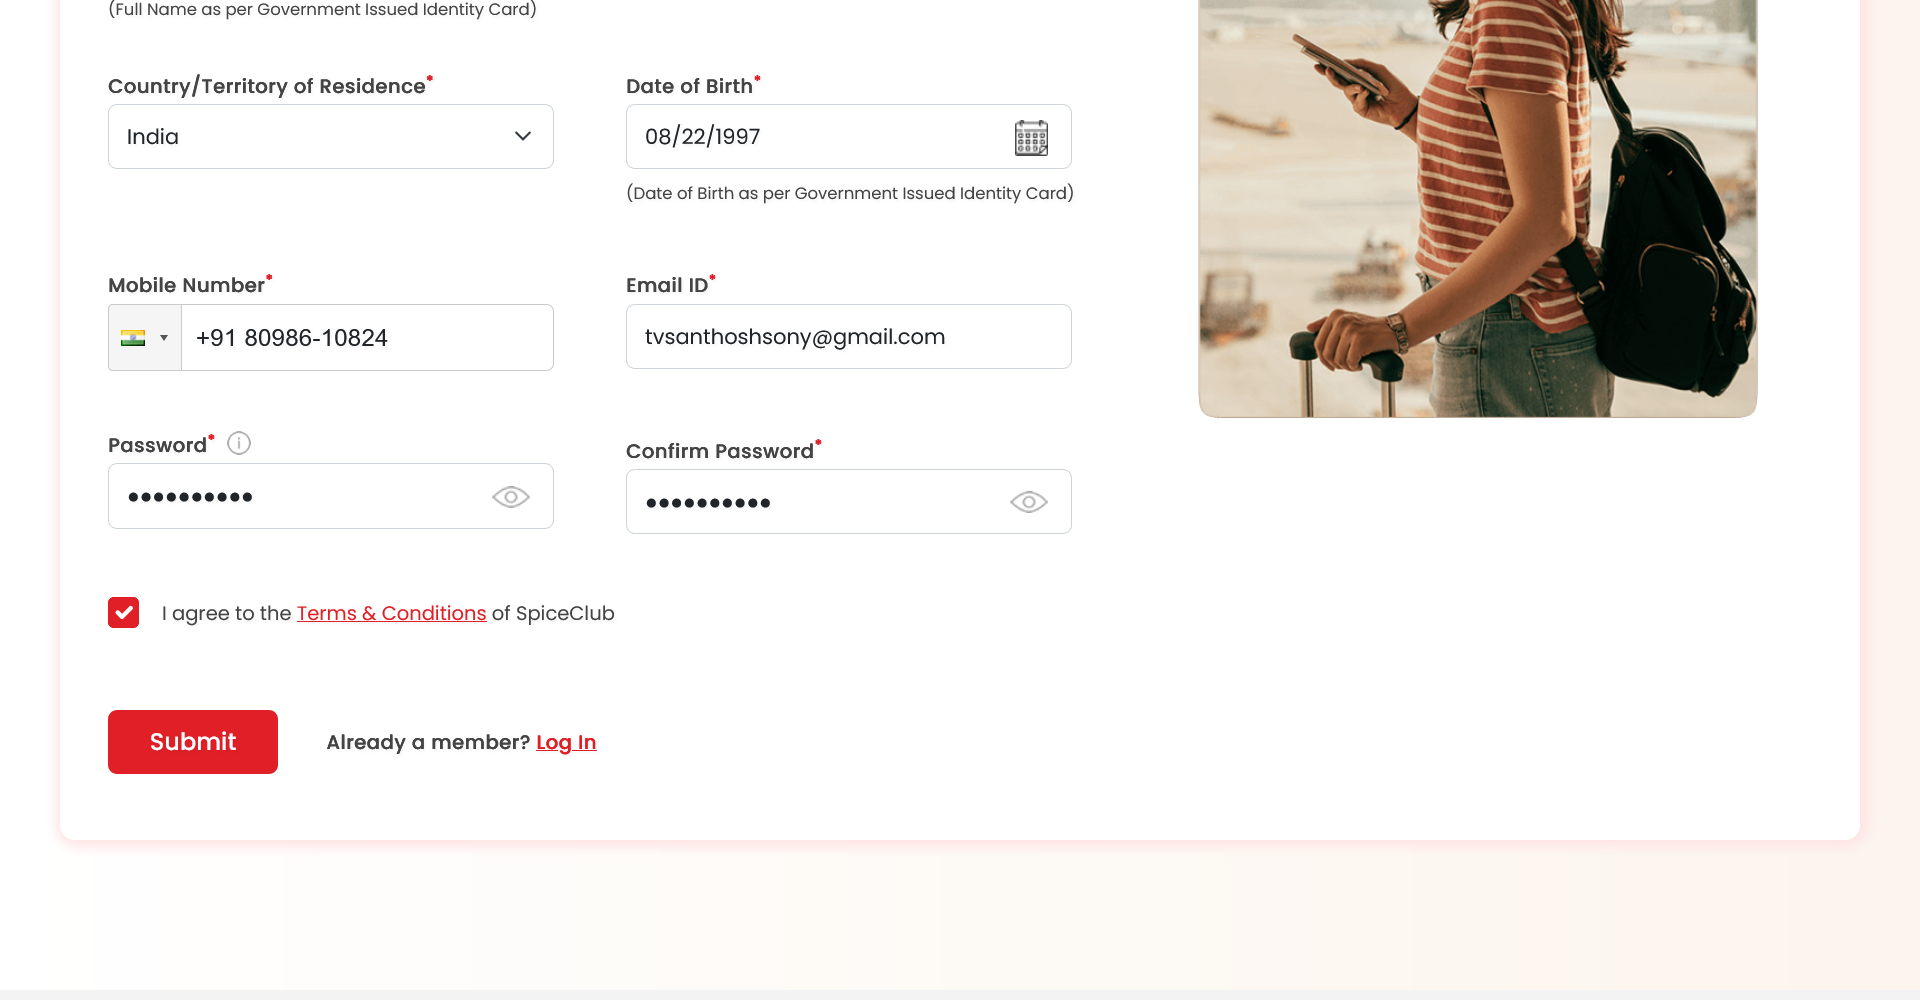 (Full Name as per Government Issued Identity Card)
Country/Territory of Residence*
Date of Birth*
India
08/22/1997
(Date of Birth as per Government Issued Identity Card)
Mobile Number*
Email ID*
+91 80986-10824
tvsanthoshsony@gmail.com
Password*
Confirm Password*
I agree to the Terms & Conditions of SpiceClub
Submit
Already a member? Log In